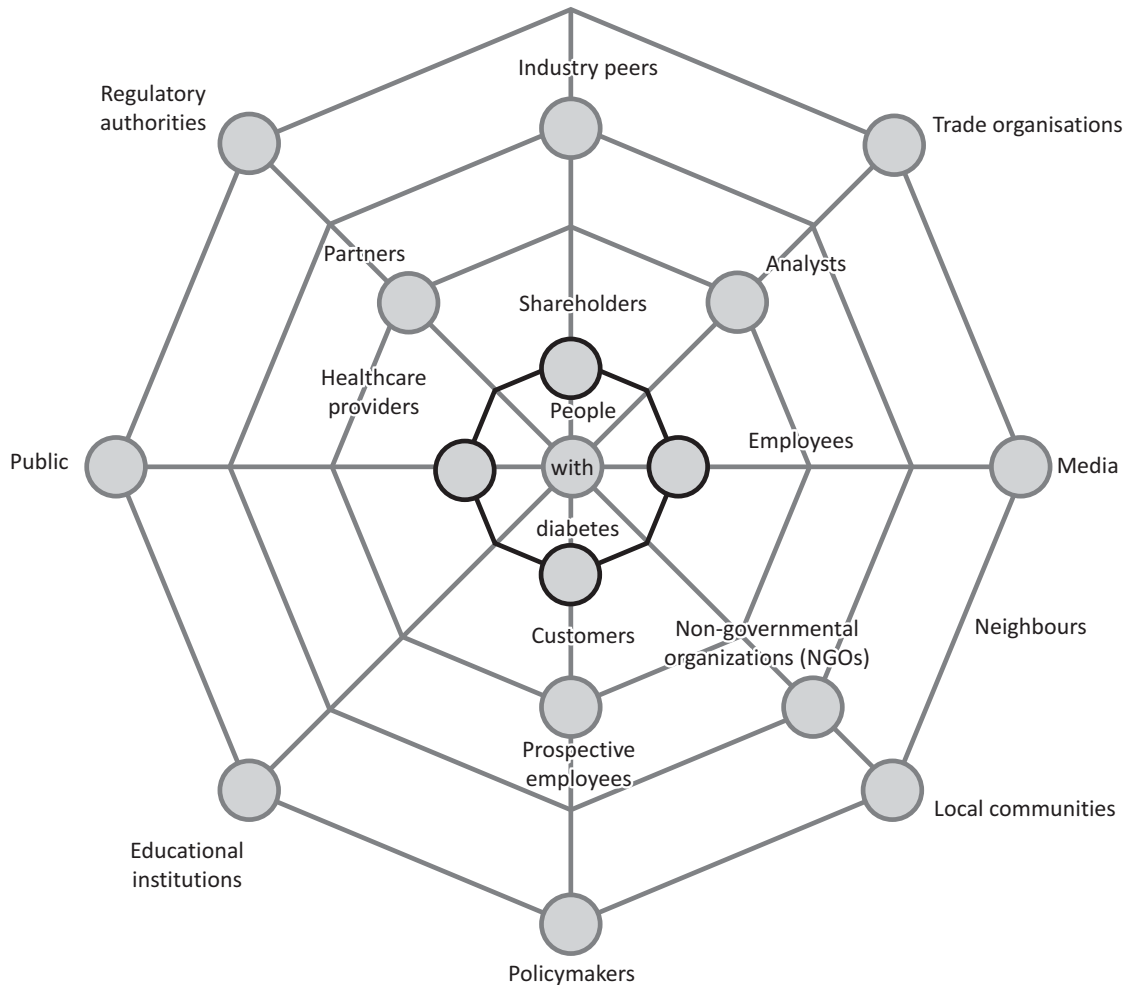 Industry peers
Regulatory
authorities
Trade organisations
Partners
Analysts
Shareholders
Healthcare
providers
People
Employees
Public
with
Media
diabetes
Customers
Non-governmental
organizations (NGOs)
Neighbours
Prospective
employees
Local communities
Educational
institutions
Policymakers